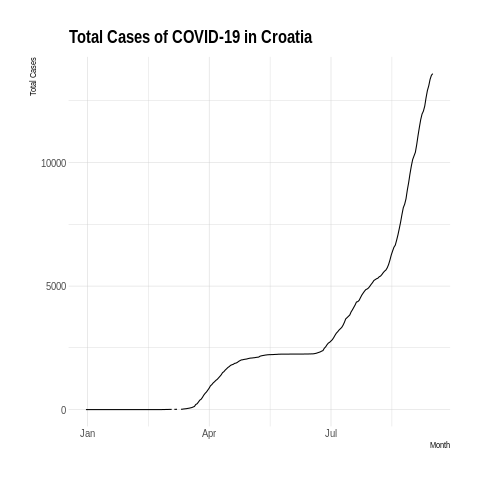 Total Cases of COVID-19 in Croatia
Total Cases
10000
5000
0
Jan Apr Jul
Month